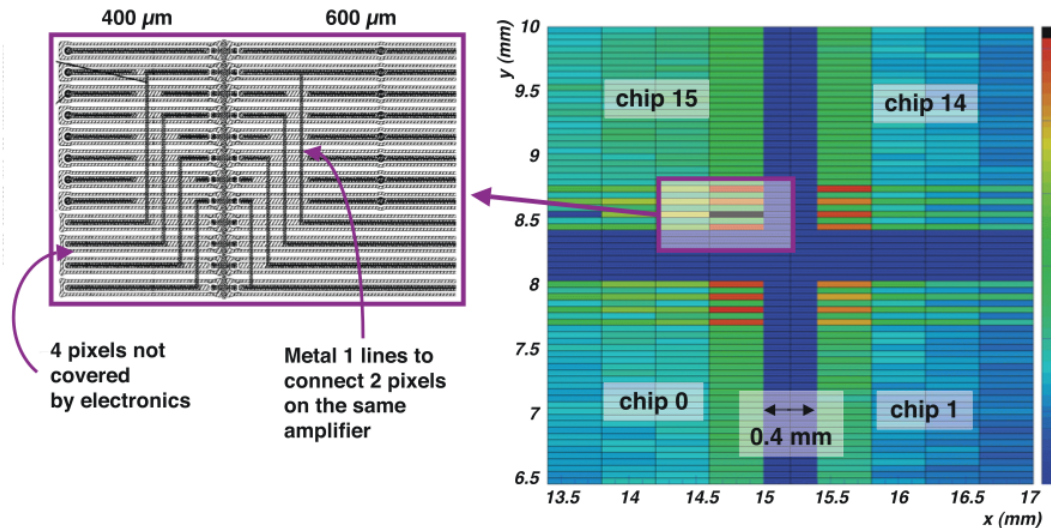 400 µm 600 µm
4 pixels not
covered
by electronics
Metal 1 lines to
connect 2 pixels
on the same
amplifier
y (mm)
10
9.5
9
8.5
8
7.5
7
6.5
chip 15
chip 14
chip 0
chip 1
0.4 mm
13.5 14 14.5 15 15.5 16 16.5 17
x (mm)